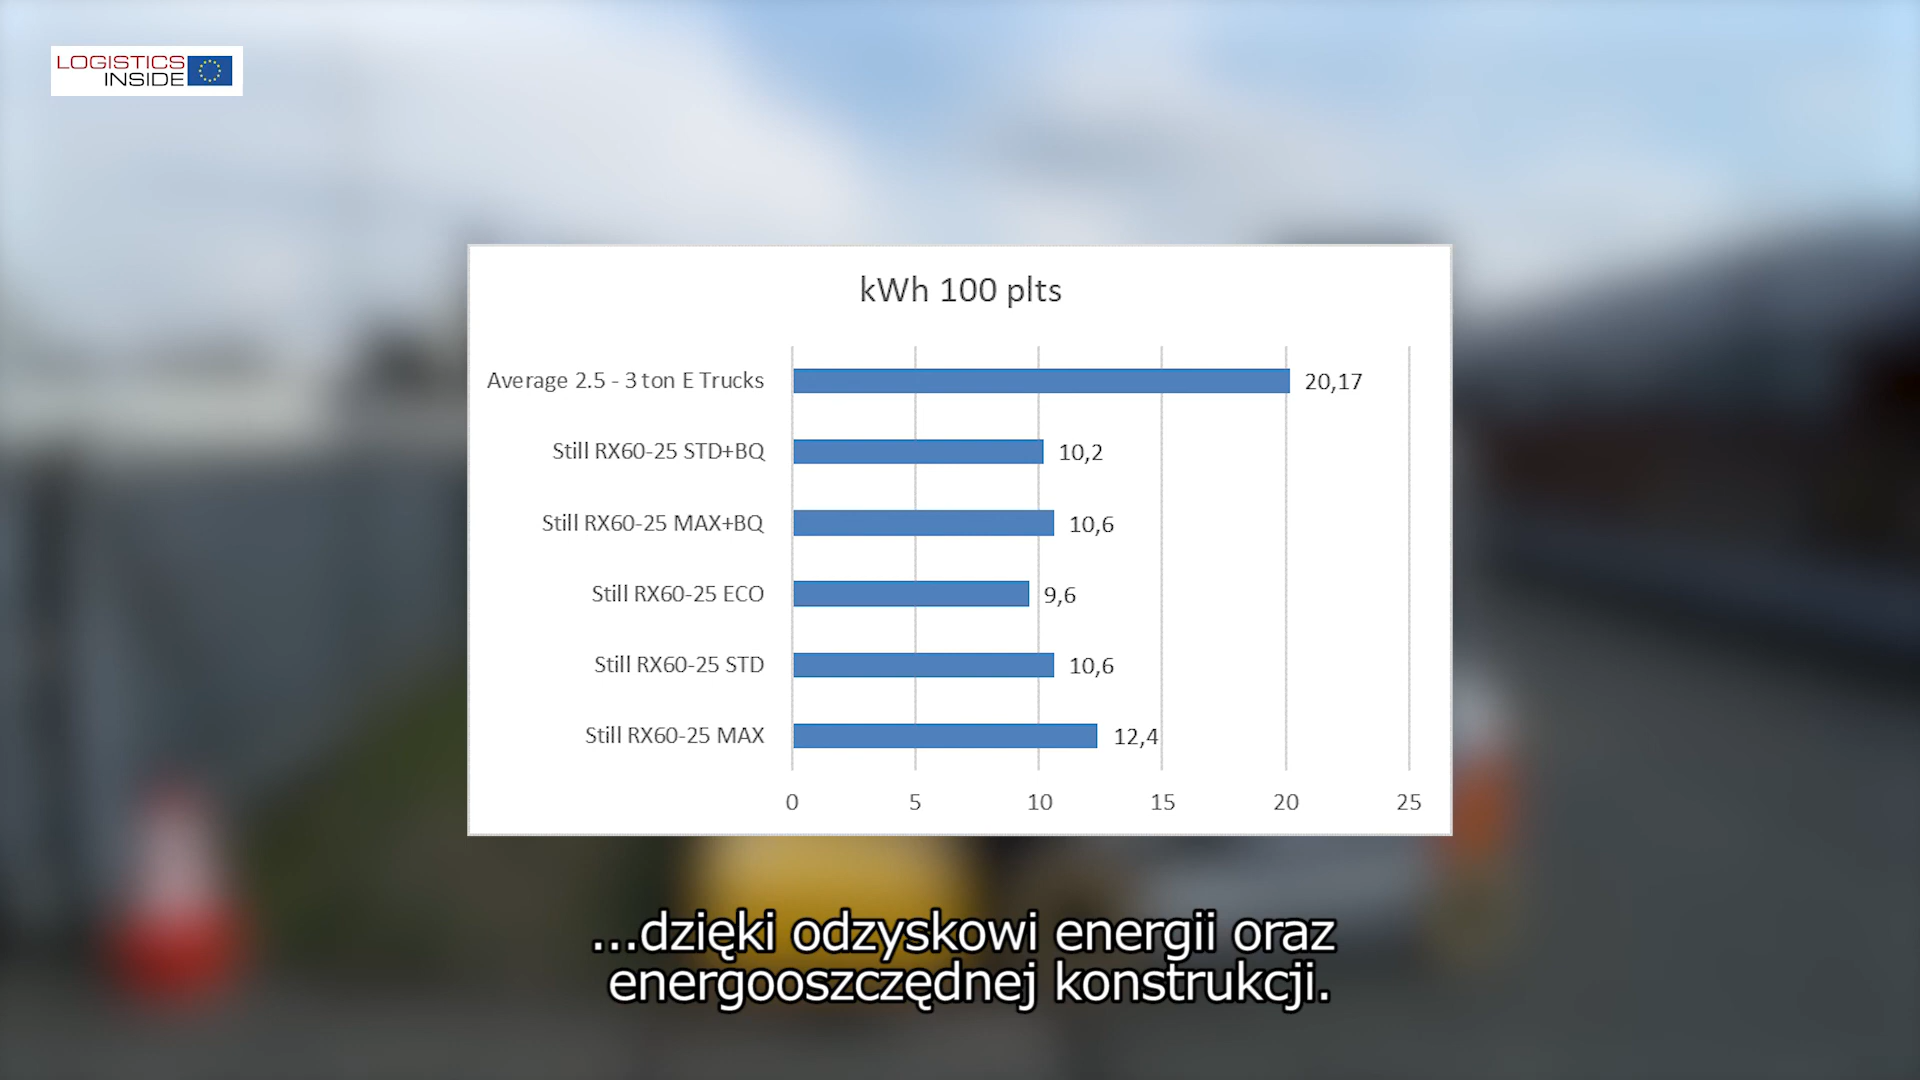 LOGISTICS
INSIDE
kWh 100 plts
Average 2.5 - 3 ton E Trucks 20,17
Still RX60-25 STD+BQ 10,2
Still RX60-25 MAX+BQ 10,6
Still RX60-25 ECO 9,6
Still RX60-25 STD 10,6
Still RX60-25 MAX 12,4
0 5 10 15 20 25
...dzięki odzyskowi energii oraz
energooszczędnej konstrukcji.